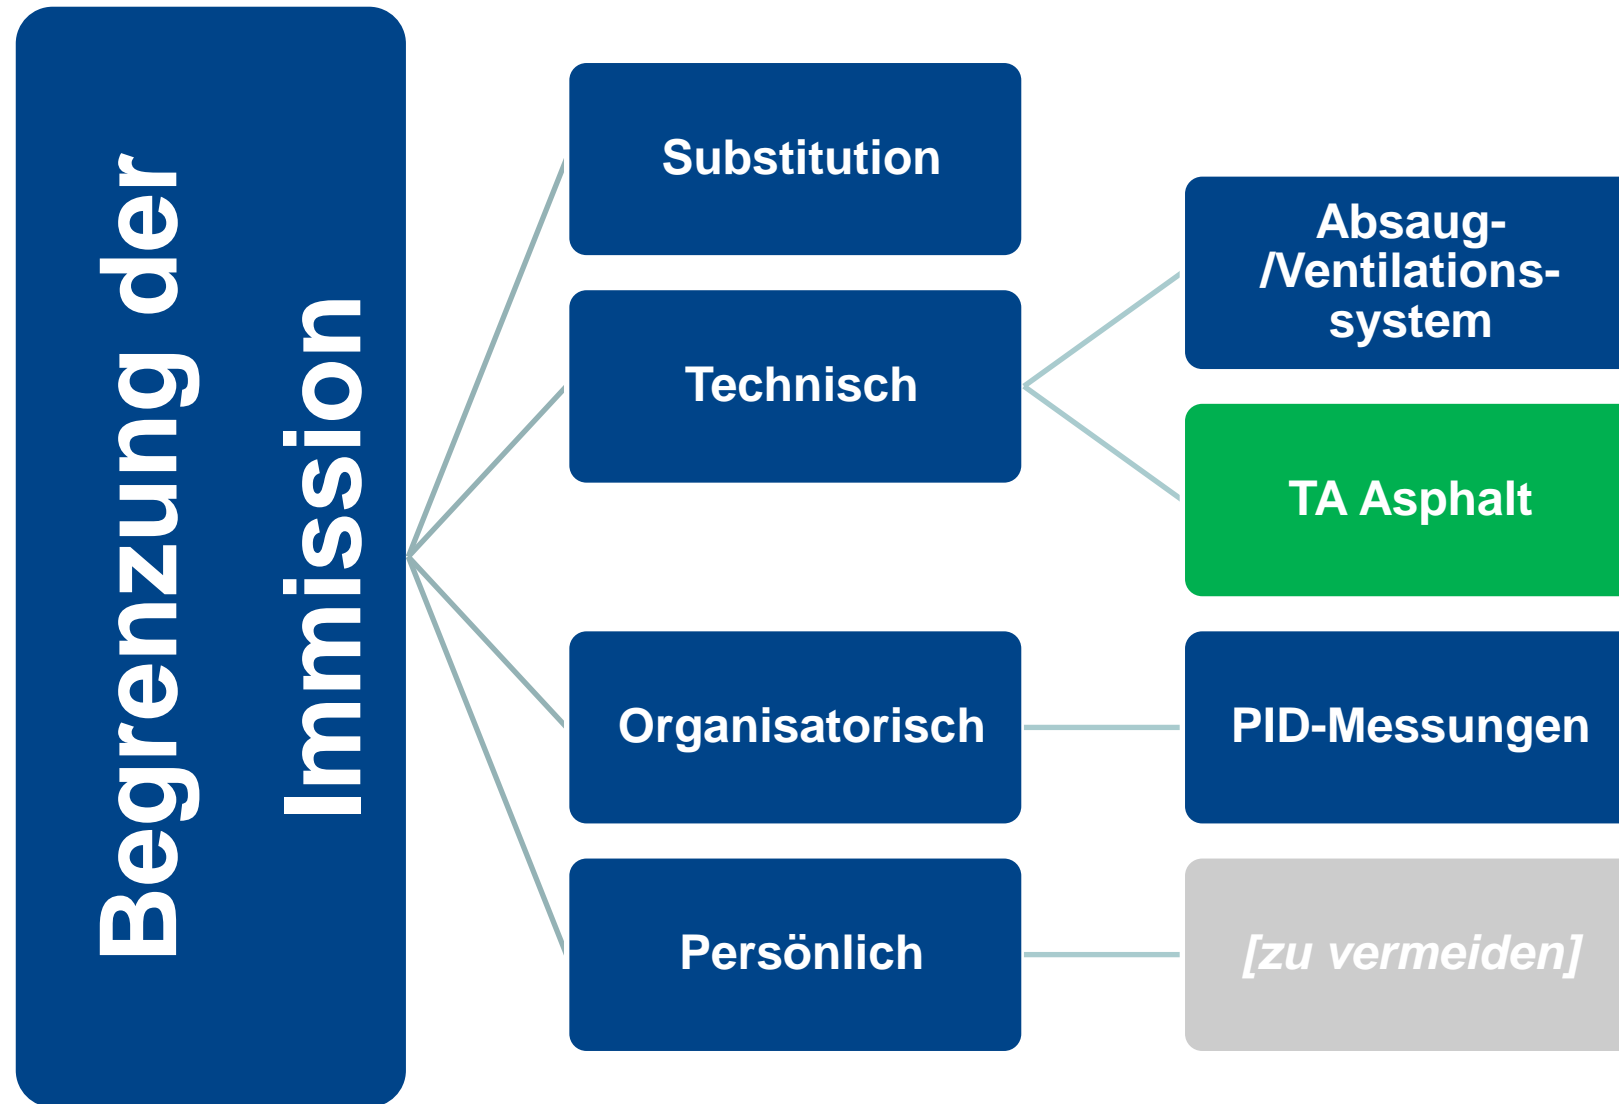 Begrenzung der
Immission
Substitution
Technisch
Absaug-
/Ventilations-
system
TA Asphalt
Organisatorisch
PID-Messungen
Persönlich
[zu vermeiden]